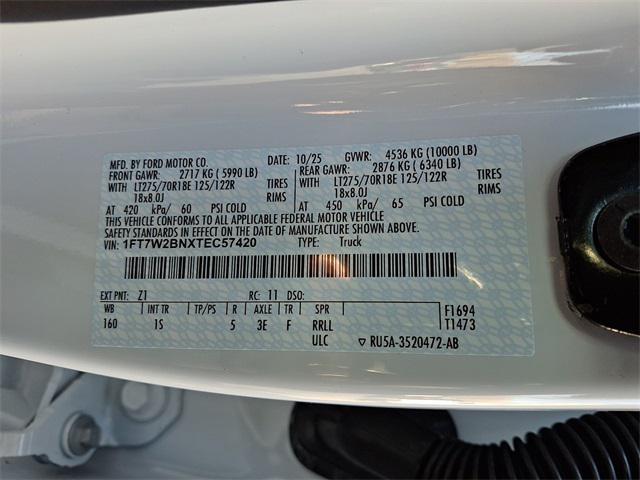 MFD. BY FORD MOTOR CO. DATE: 10/25 GVWR: 4536 KG (10000 LB)
FRONT GAWR: 2717 KG ( 5990 LB) REAR GAWR: 2876 KG ( 6340 LB)
WITH LT275/70R18E 125/122R TIRES WITH LT275/70R18E 125/122R TIRES
18x8.0J RIMS 18x8.0J RIMS
AT 420 kPa/ 60 PSI COLD AT 450 kPa/ 65 PSI COLD
THIS VEHICLE CONFORMS TO ALL APPLICABLE FEDERAL MOTOR VEHICLE
SAFETY STANDARDS IN EFFECT ON THE DATE OF MANUFACTURE SHOWN ABOVE.
VIN: 1FT7W2BNXTEC57420 TYPE: Truck
EXT PNT: Z1 RC: 11 DSO:
WB INT TR TP/PS R AXLE TR SPR F1694
160 1S 5 3E F RRLL T1473
ULC ▽ RU5A-3520472-AB